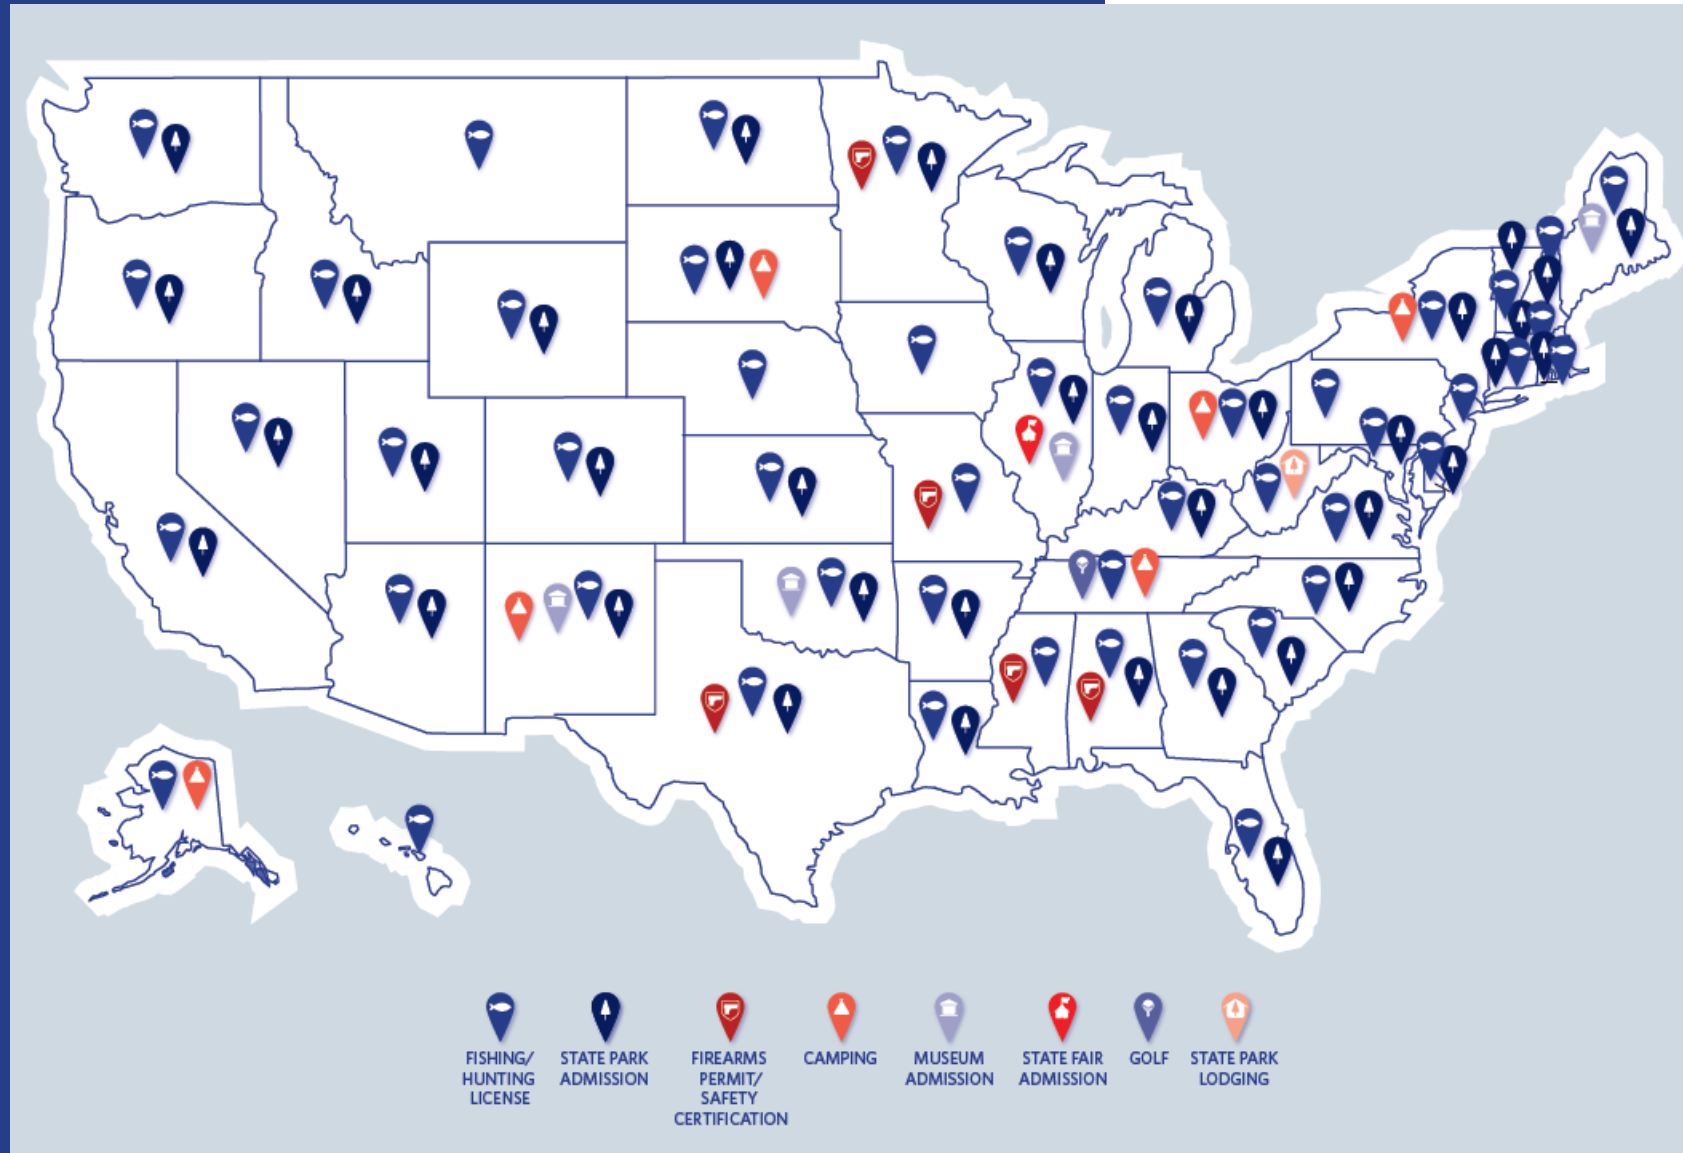 FISHING/
HUNTING
LICENSE
STATE PARK
ADMISSION
FIREARMS
PERMIT/
SAFETY
CERTIFICATION
CAMPING
MUSEUM
ADMISSION
STATE FAIR
ADMISSION
GOLF
STATE PARK
LODGING